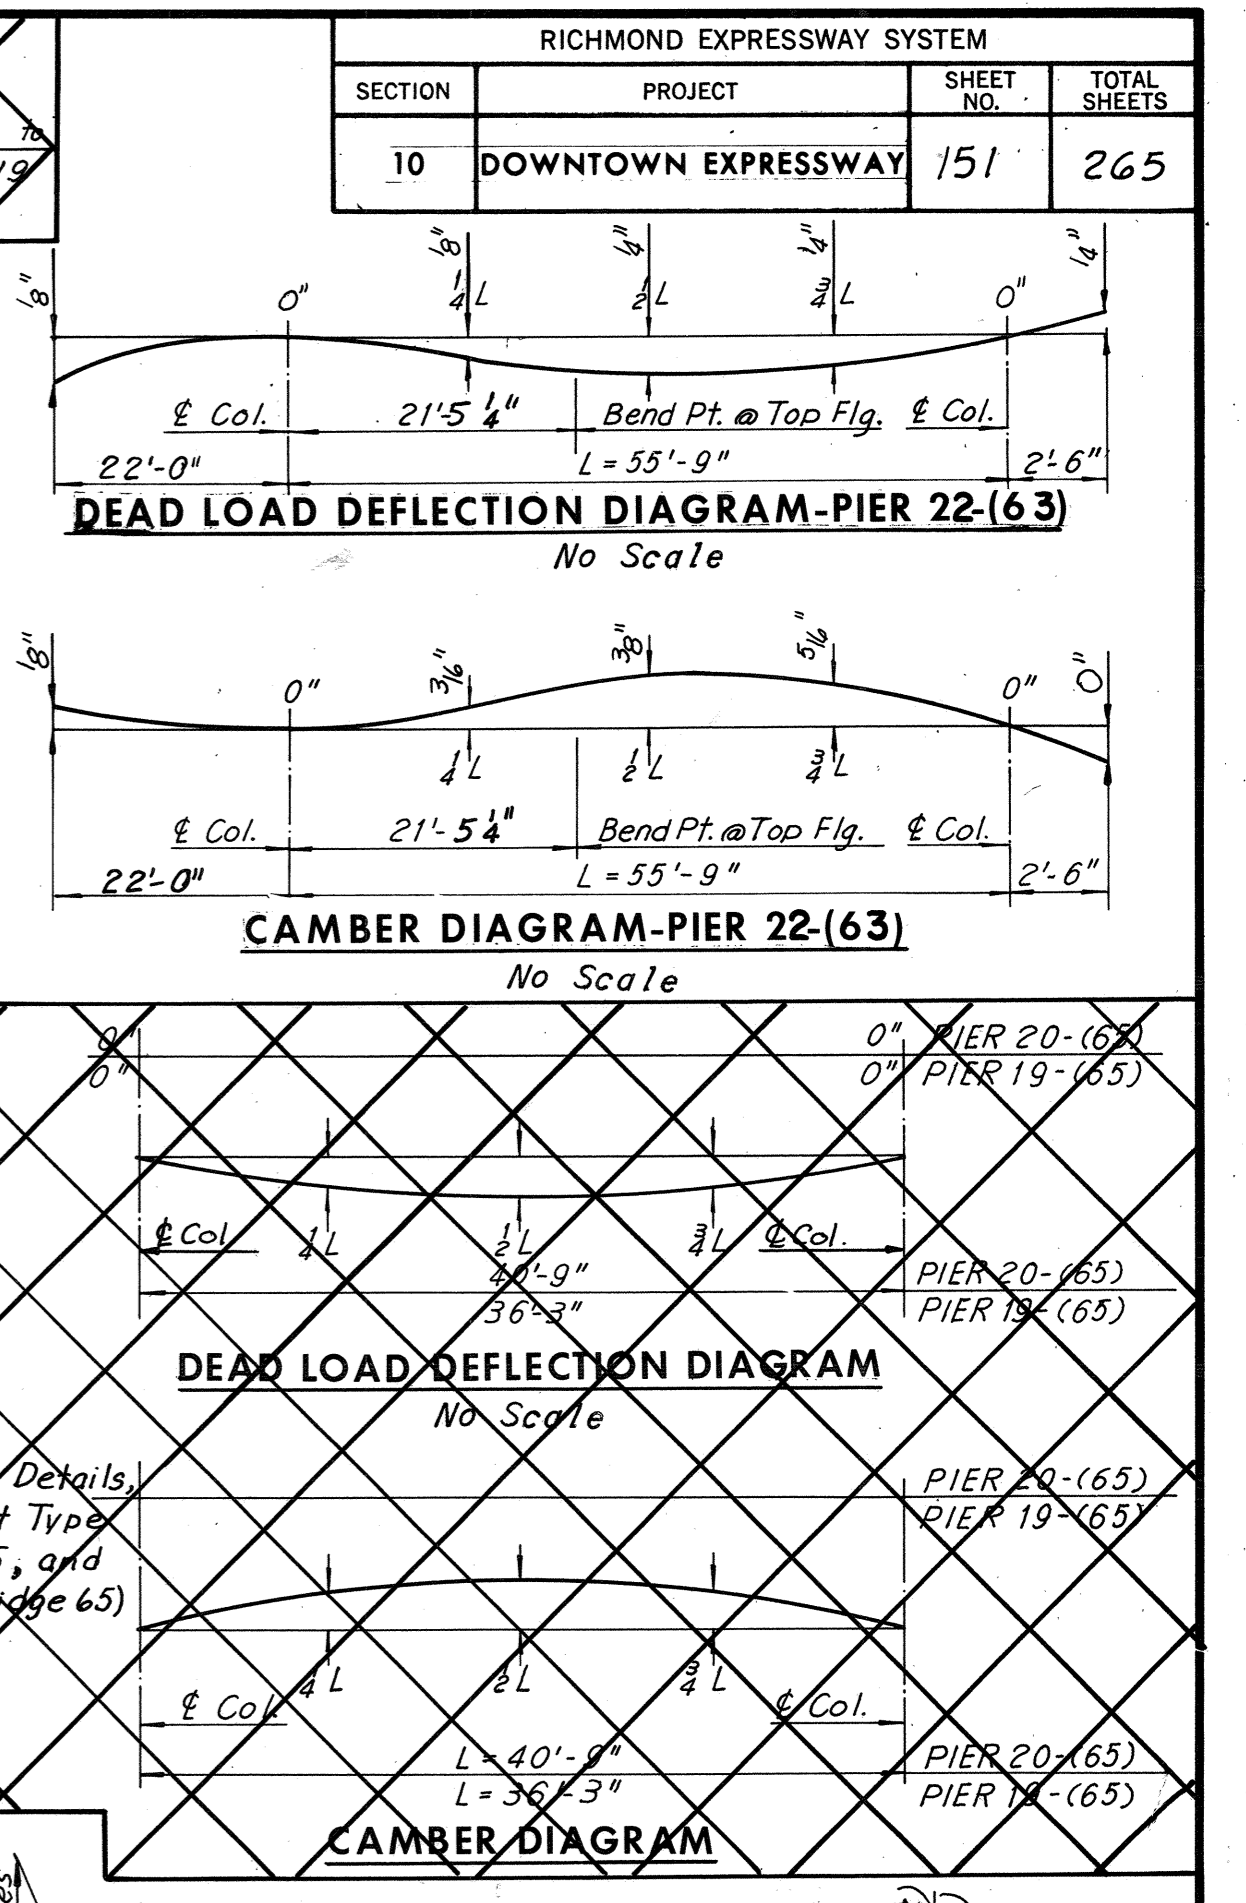 RICHMOND EXPRESSWAY SYSTEM
SECTION PROJECT SHEET NO. TOTAL SHEETS
10 DOWNTOWN EXPRESSWAY 151 265
to
19
1/8" 0" 1/8" 1/4" 1/4" 0" 1/4"
1/4 L 1/2 L 3/4 L
℄ Col. 21'-5 1/4" Bend Pt. @ Top Flg. ℄ Col.
22'-0" L = 55'-9" 2'-6"
DEAD LOAD DEFLECTION DIAGRAM-PIER 22-(63)
No Scale
1/8" 0" 3/16" 3/8" 5/16" 0" 0"
1/4 L 1/2 L 3/4 L
℄ Col. 21'-5 1/4" Bend Pt. @ Top Flg. ℄ Col.
22'-0" L = 55'-9" 2'-6"
CAMBER DIAGRAM-PIER 22-(63)
No Scale
0" 0" PIER 20-(65)
0" 0" PIER 19-(65)
℄ Col 1/4 L 1/2 L 3/4 L ℄ Col.
40'-9" PIER 20-(65)
36'-3" PIER 19-(65)
DEAD LOAD DEFLECTION DIAGRAM
No Scale
Details, PIER 20-(65)
Type PIER 19-(65)
, and
dge 65)
1/4 L 1/2 L 3/4 L
℄ Col. ℄ Col.
L = 40'-9" PIER 20-(65)
L = 36'-3" PIER 19-(65)
CAMBER DIAGRAM